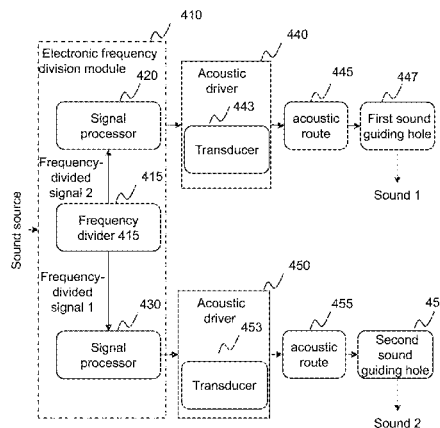 410
Electronic frequency
division module
420
Signal
processor
Frequency-
divided
signal 2
415
Frequency
divider 415
Sound source
Frequency-
divided
signal 1
430
Signal
processor
440
Acoustic
driver
443
Transducer
445
acoustic
route
447
First sound
guiding hole
Sound 1
450
Acoustic
driver
453
Transducer
455
acoustic
route
45
Second
sound
guiding hole
Sound 2